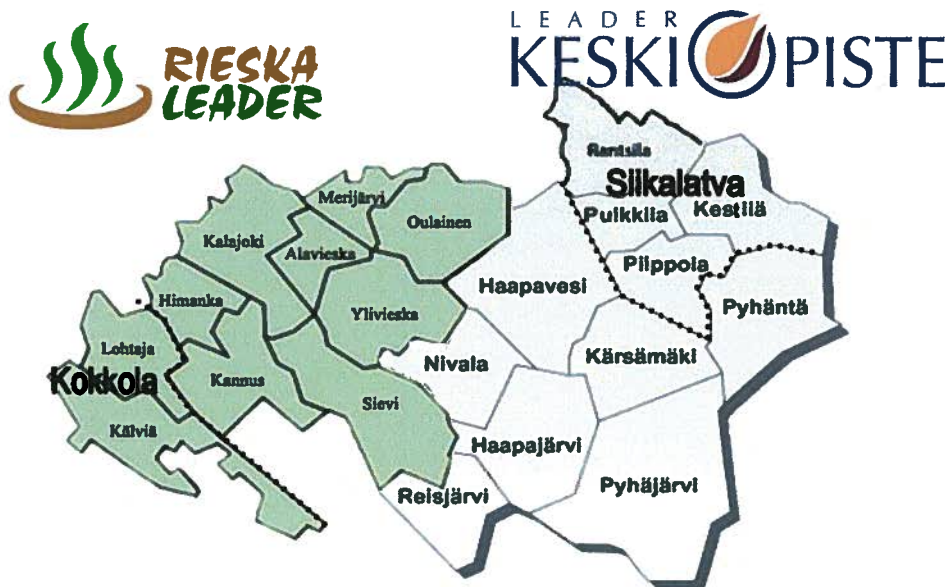 RIESKA
LEADER
LEADER
KESKIPISTE
Rantsila
Siikalatva
Pulkkila
Kestilä
Piippola
Pyhäntä
Merijärvi
Oulainen
Kalajoki
Alavieska
Haapavesi
Himanka
Ylivieska
Lohtaja
Kokkola
Kannus
Nivala
Kärsämäki
Sievi
Kälviä
Haapajärvi
Reisjärvi
Pyhäjärvi